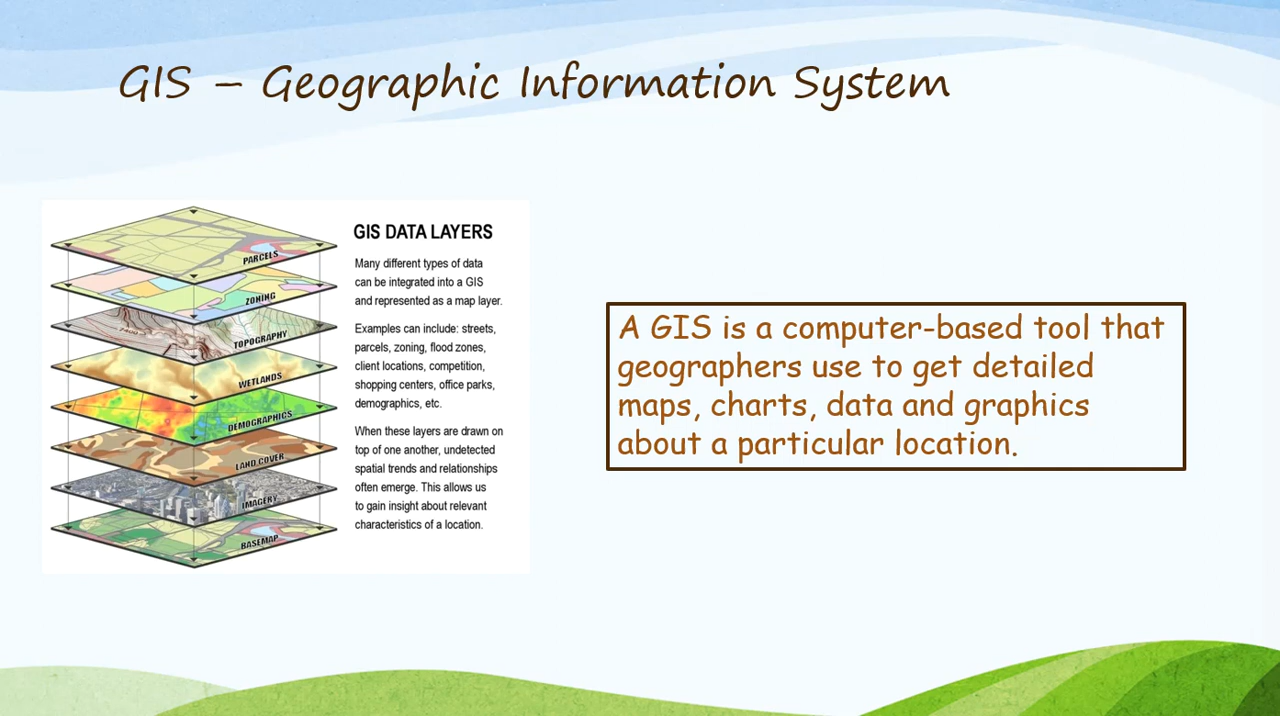 GIS – Geographic Information System
PARCELS
ZONING
TOPOGRAPHY
WETLANDS
DEMOGRAPHICS
LAND COVER
IMAGERY
BASEMAP
GIS DATA LAYERS
Many different types of data
can be integrated into a GIS
and represented as a map layer.
Examples can include: streets,
parcels, zoning, flood zones,
client locations, competition,
shopping centers, office parks,
demographics, etc.
When these layers are drawn on
top of one another, undetected
spatial trends and relationships
often emerge. This allows us
to gain insight about relevant
characteristics of a location.
A GIS is a computer-based tool that
geographers use to get detailed
maps, charts, data and graphics
about a particular location.